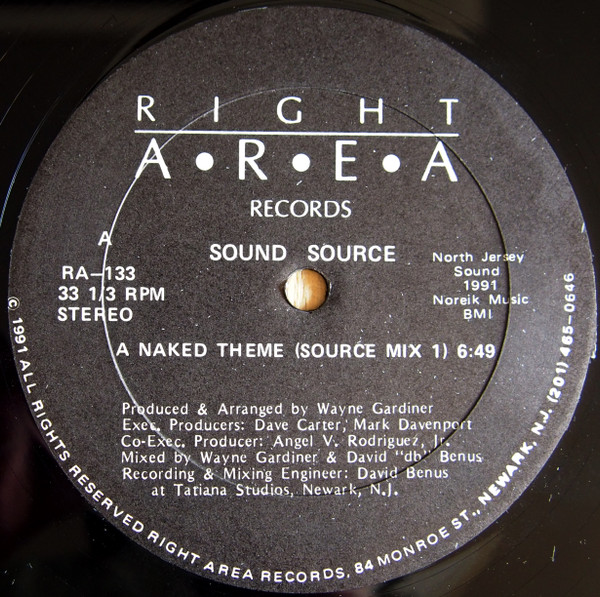 RIGHT
A•R•E•A
RECORDS
A
RA-133
33 1/3 RPM
STEREO
SOUND SOURCE
North Jersey
Sound
1991
Noreik Music
BMI
A NAKED THEME (SOURCE MIX 1) 6:49
Produced & Arranged by Wayne Gardiner
Exec. Producers: Dave Carter, Mark Davenport
Co-Exec. Producer: Angel V. Rodriguez, Jr.
Mixed by Wayne Gardiner & David "db" Benus
Recording & Mixing Engineer: David Benus
at Tatiana Studios, Newark, N.J.
© 1991 ALL RIGHTS RESERVED RIGHT AREA RECORDS, 84 MONROE ST., NEWARK, N.J. (201) 465-0646